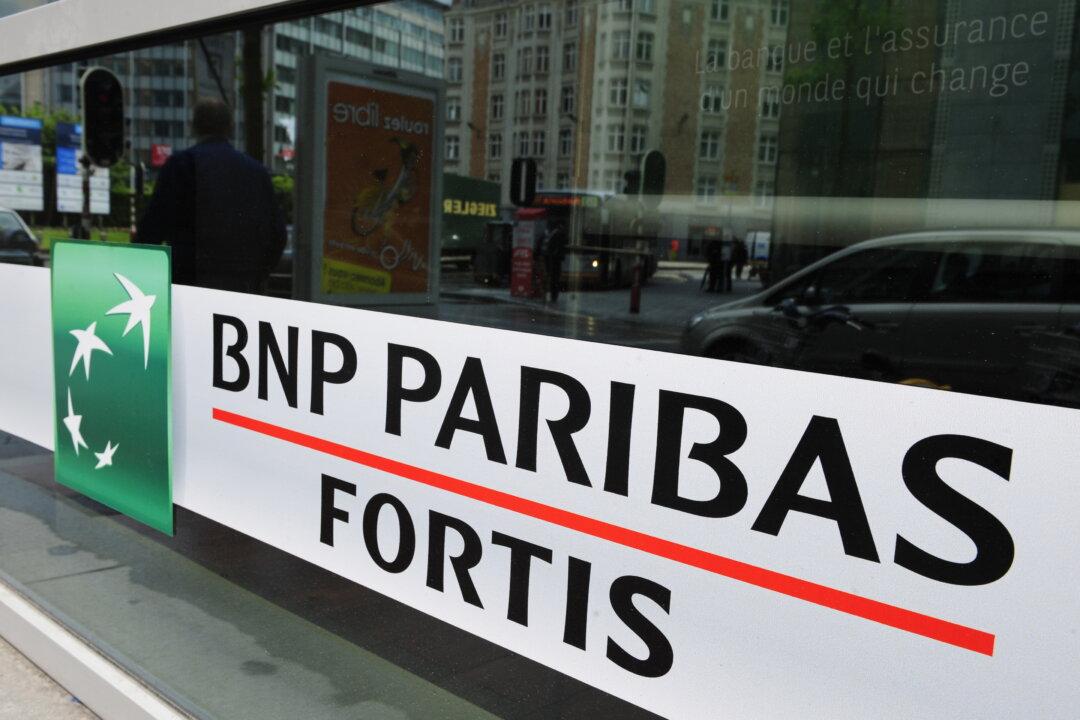 La banque et l'assurance
d'un monde qui change
roulez libre
ZIEGLER
BNP PARIBAS
FORTIS